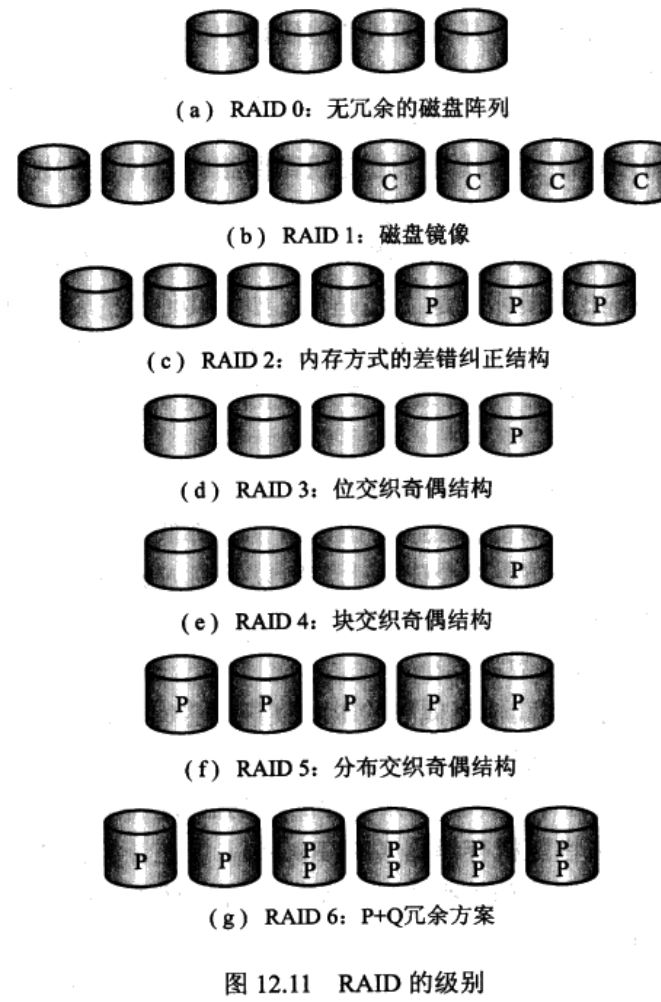 (a) RAID 0：无冗余的磁盘阵列
C C C C
(b) RAID 1：磁盘镜像
P P P
(c) RAID 2：内存方式的差错纠正结构
P
(d) RAID 3：位交织奇偶结构
P
(e) RAID 4：块交织奇偶结构
P P P P P
(f) RAID 5：分布交织奇偶结构
P P P P P P
P P P P
(g) RAID 6：P+Q冗余方案
图 12.11 RAID 的级别